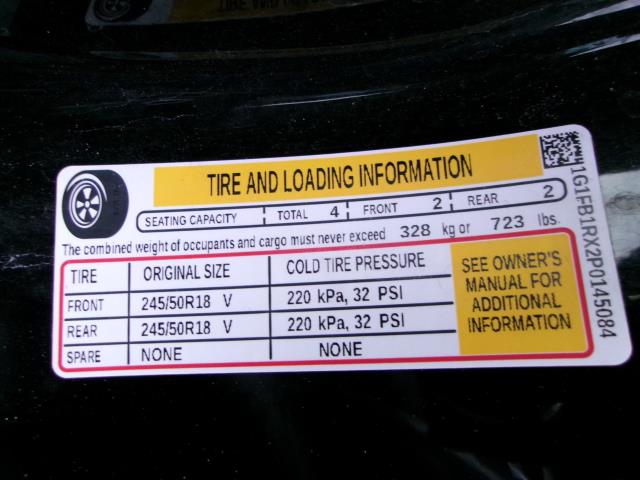 TIRE AND LOADING INFORMATION
SEATING CAPACITY TOTAL 4 FRONT 2 REAR 2
The combined weight of occupants and cargo must never exceed 328 kg or 723 lbs.
TIRE ORIGINAL SIZE COLD TIRE PRESSURE
FRONT 245/50R18 V 220 kPa, 32 PSI
REAR 245/50R18 V 220 kPa, 32 PSI
SPARE NONE NONE
SEE OWNER'S
MANUAL FOR
ADDITIONAL
INFORMATION
1G1FB1RX2P0145084